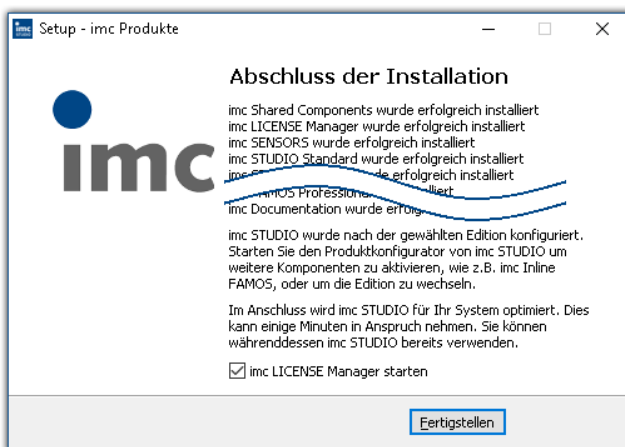 Setup - imc Produkte
imc
Abschluss der Installation
imc Shared Components wurde erfolgreich installiert
imc LICENSE Manager wurde erfolgreich installiert
imc SENSORS wurde erfolgreich installiert
imc STUDIO Standard wurde erfolgreich installiert
imc erfolgreich installiert
FAMOS Professional
imc Documentation wurde
imc STUDIO wurde nach der gewählten Edition konfiguriert.
Starten Sie den Produktkonfigurator von imc STUDIO um
weitere Komponenten zu aktivieren, wie z.B. imc Inline
FAMOS, oder um die Edition zu wechseln.
Im Anschluss wird imc STUDIO für Ihr System optimiert. Dies
kann einige Minuten in Anspruch nehmen. Sie können
währenddessen imc STUDIO bereits verwenden.
imc LICENSE Manager starten
Fertigstellen